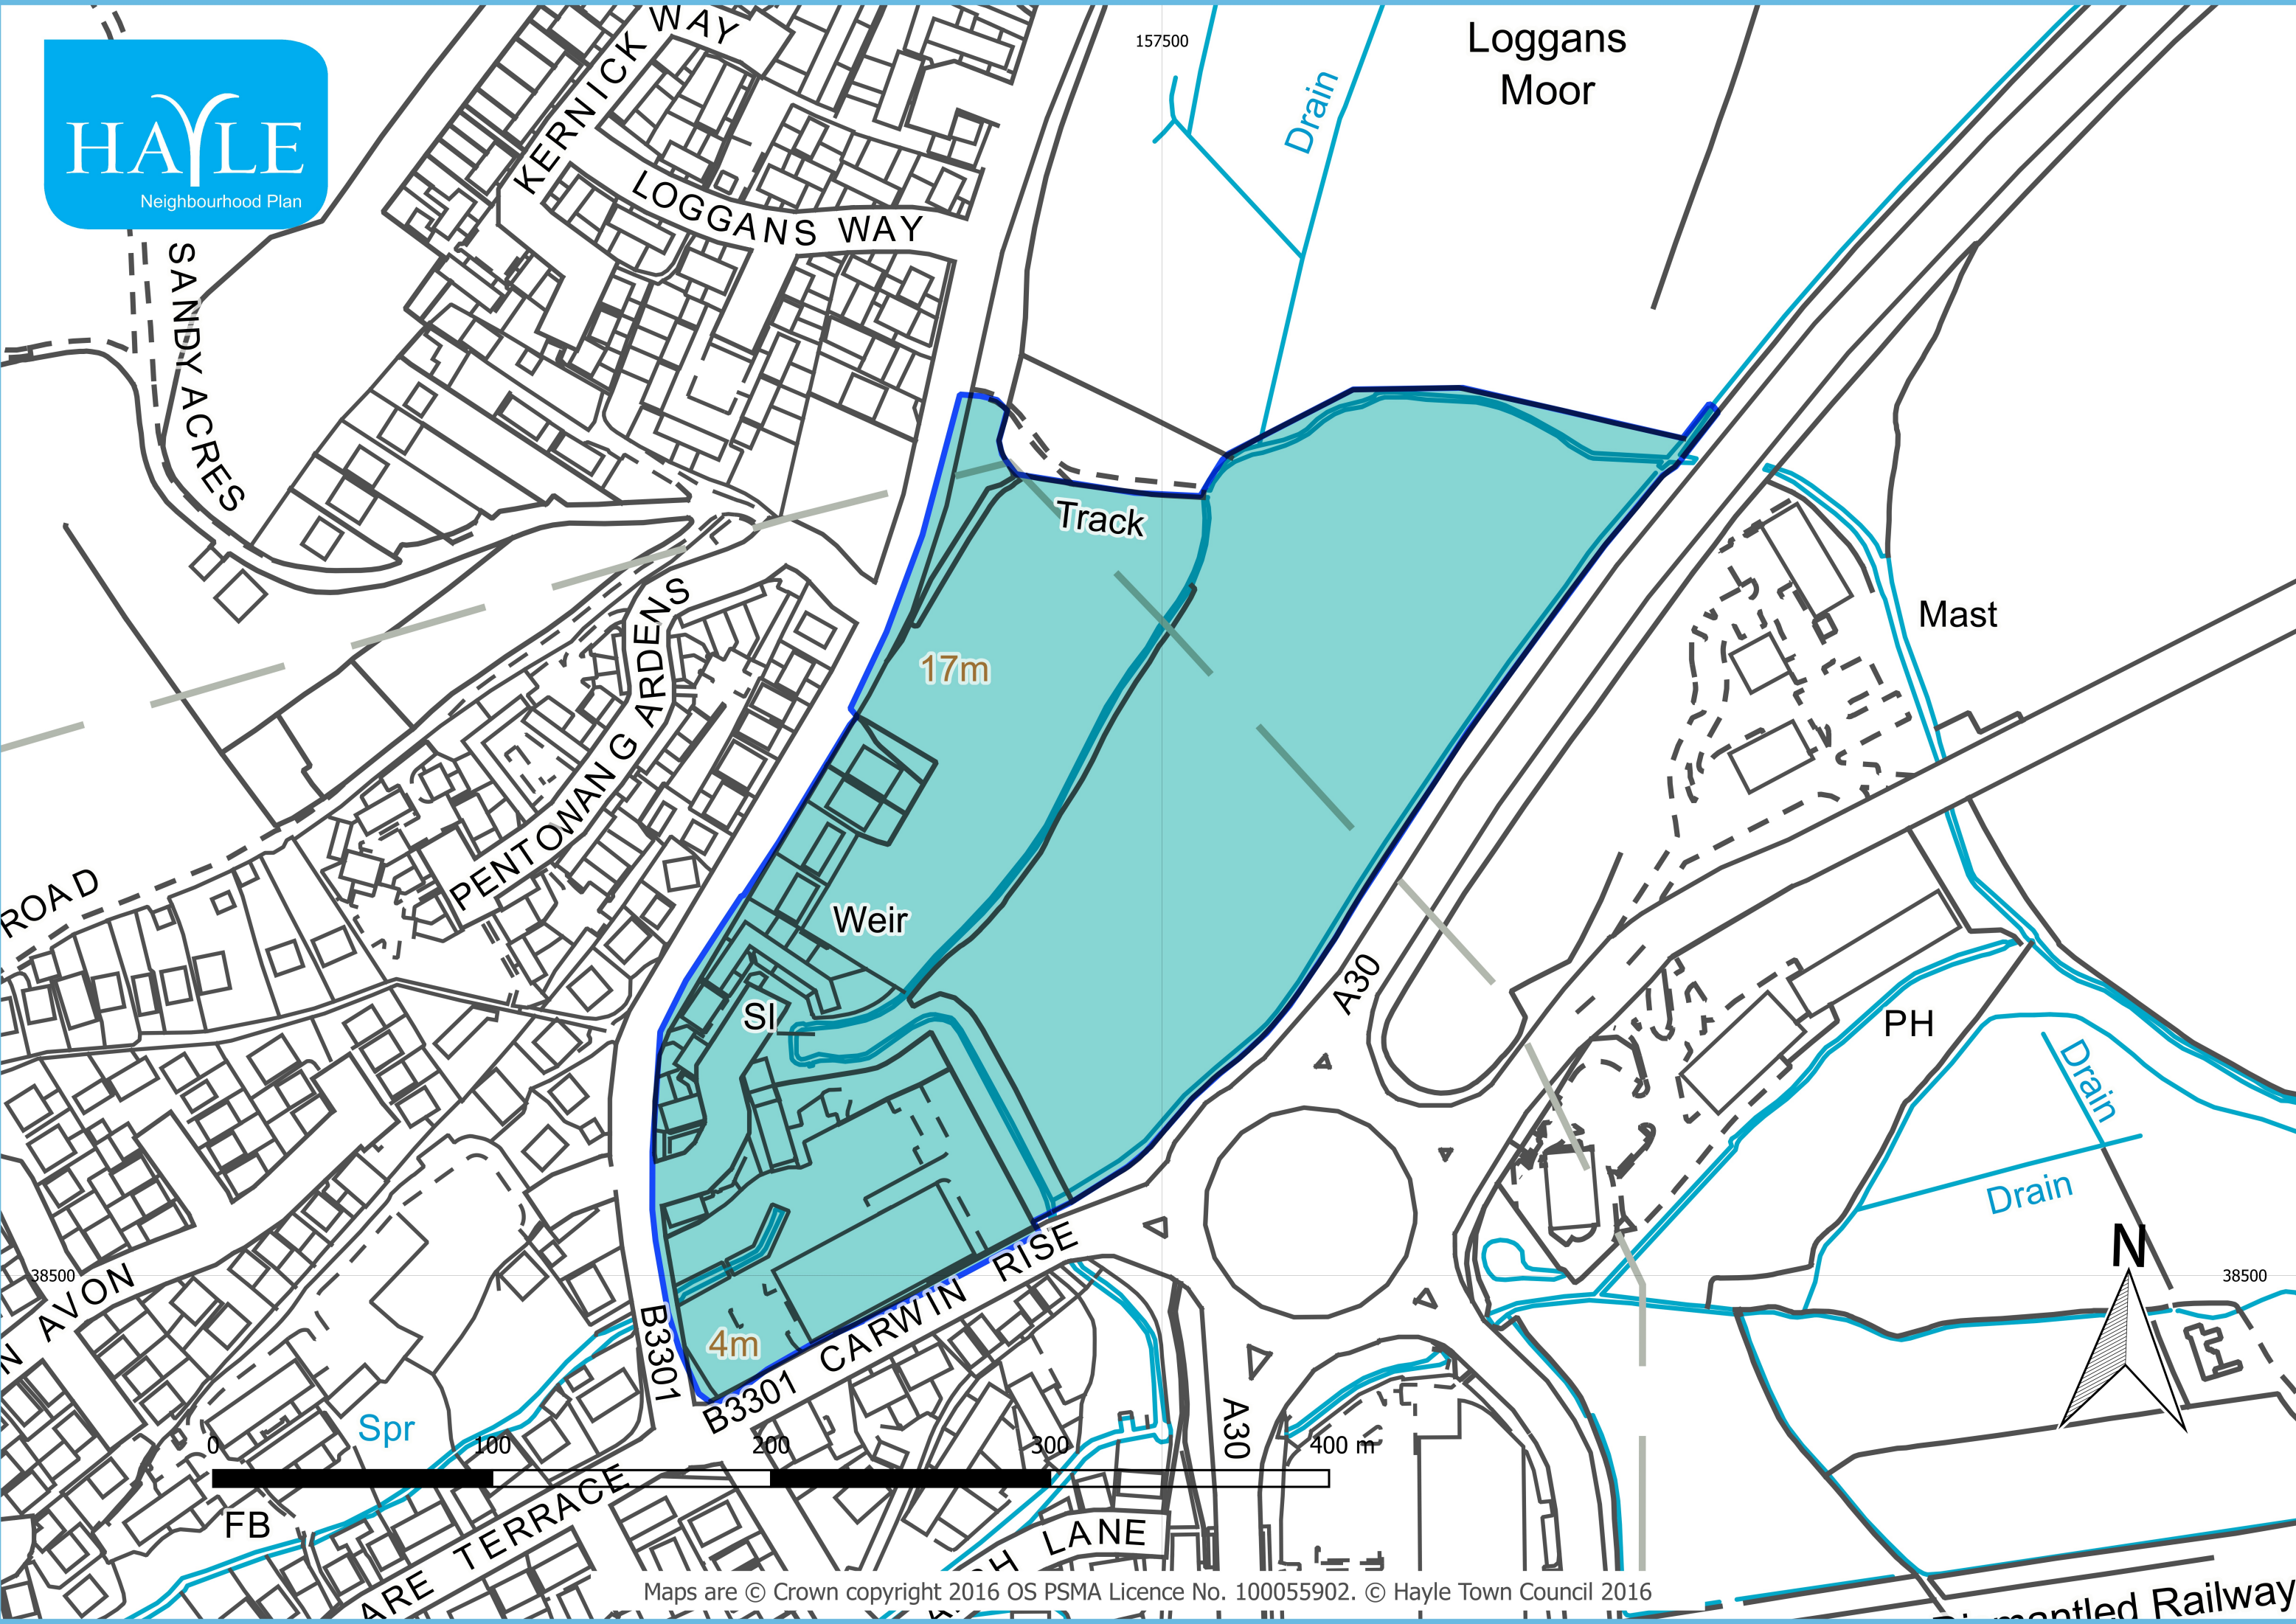 HAYLE
Neighbourhood Plan
KERNICK WAY
157500
Loggans
Moor
Drain
LOGGANS WAY
SANDY ACRES
Track
PENTOWAN GARDENS
17m
Mast
ROAD
Weir
SI
A30
PH
Drain
Drain
N
38500
38500
AVON
B3301
4m
B3301 CARWIN RISE
A30
Spr
0 100 200 300 400 m
FB
ARE TERRACE
LANE
Maps are © Crown copyright 2016 OS PSMA Licence No. 100055902. © Hayle Town Council 2016
Dismantled Railway